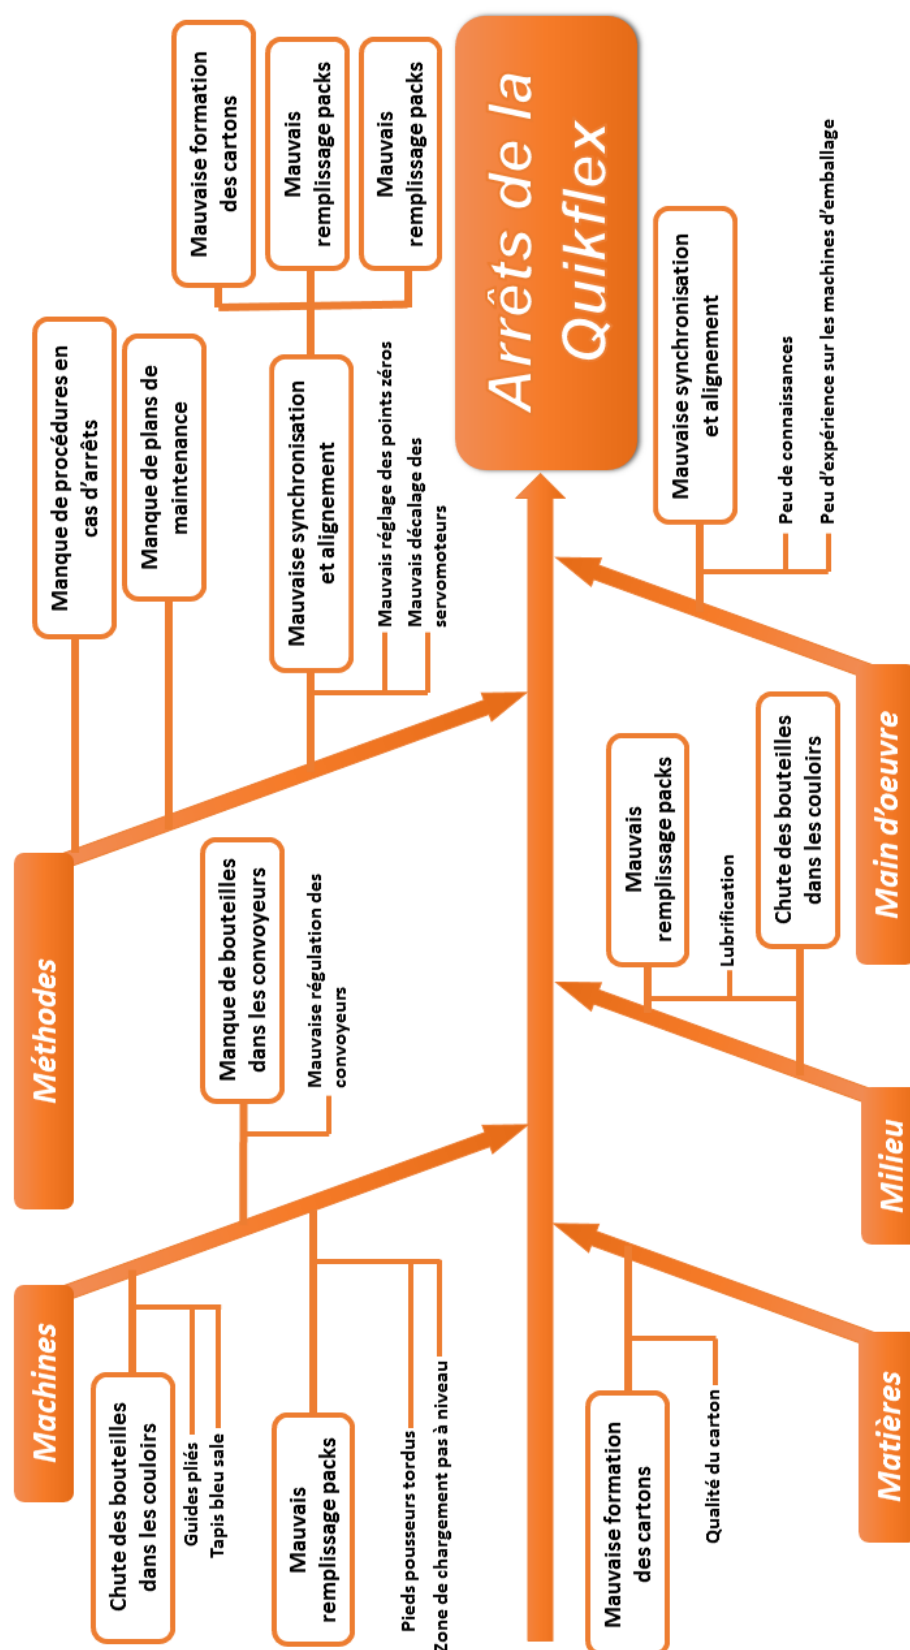 Machines
Chute des bouteilles
dans les couloirs
Guides pliés
Tapis bleu sale
Mauvais
remplissage packs
Pieds pousseurs tordus
Zone de chargement pas à niveau
Manque de bouteilles
dans les convoyeurs
Mauvaise régulation des
convoyeurs
Méthodes
Manque de procédures en
cas d'arrêts
Manque de plans de
maintenance
Mauvaise synchronisation
et alignement
Mauvais réglage des points zéros
Mauvais décalage des
servomoteurs
Mauvaise formation
des cartons
Mauvais
remplissage packs
Mauvais
remplissage packs
Arrêts de la
Quikflex
Matières
Mauvaise formation
des cartons
Qualité du carton
Milieu
Mauvais
remplissage packs
Lubrification
Chute des bouteilles
dans les couloirs
Main d'oeuvre
Mauvaise synchronisation
et alignement
Peu de connaissances
Peu d'expérience sur les machines d'emballage